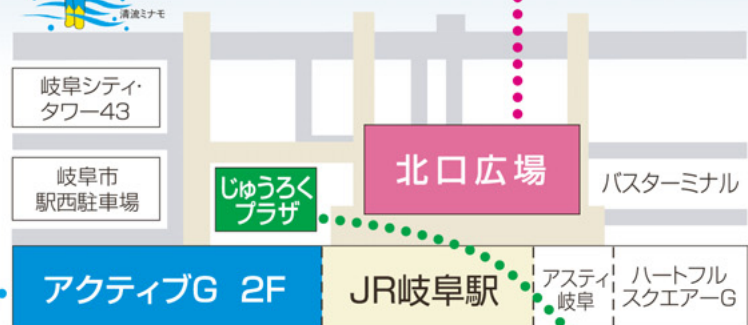 清流ミナモ
岐阜シティ・
タワー43
北口広場
岐阜市
駅西駐車場
じゅうろく
プラザ
バスターミナル
アクティブG 2F
JR岐阜駅
アスティ
岐阜
ハートフル
スクエアーG